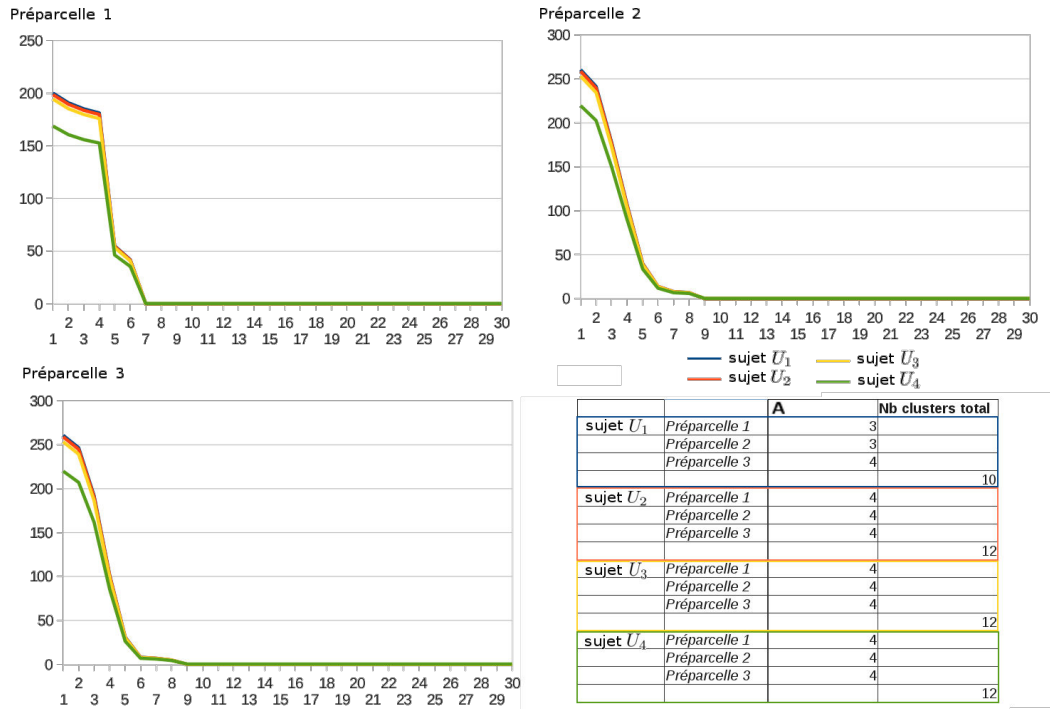 Préparcelle 1
250
200
150
100
50
0
2 4 6 8 10 12 14 16 18 20 22 24 26 28 30
1 3 5 7 9 11 13 15 17 19 21 23 25 27 29
Préparcelle 2
300
250
200
150
100
50
0
2 4 6 8 10 12 14 16 18 20 22 24 26 28 30
1 3 5 7 9 11 13 15 17 19 21 23 25 27 29
sujet U₁ sujet U₃
sujet U₂ sujet U₄
Préparcelle 3
300
250
200
150
100
50
0
2 4 6 8 10 12 14 16 18 20 22 24 26 28 30
1 3 5 7 9 11 13 15 17 19 21 23 25 27 29
A Nb clusters total
sujet U₁ Préparcelle 1 3
Préparcelle 2 3
Préparcelle 3 4
10
sujet U₂ Préparcelle 1 4
Préparcelle 2 4
Préparcelle 3 4
12
sujet U₃ Préparcelle 1 4
Préparcelle 2 4
Préparcelle 3 4
12
sujet U₄ Préparcelle 1 4
Préparcelle 2 4
Préparcelle 3 4
12